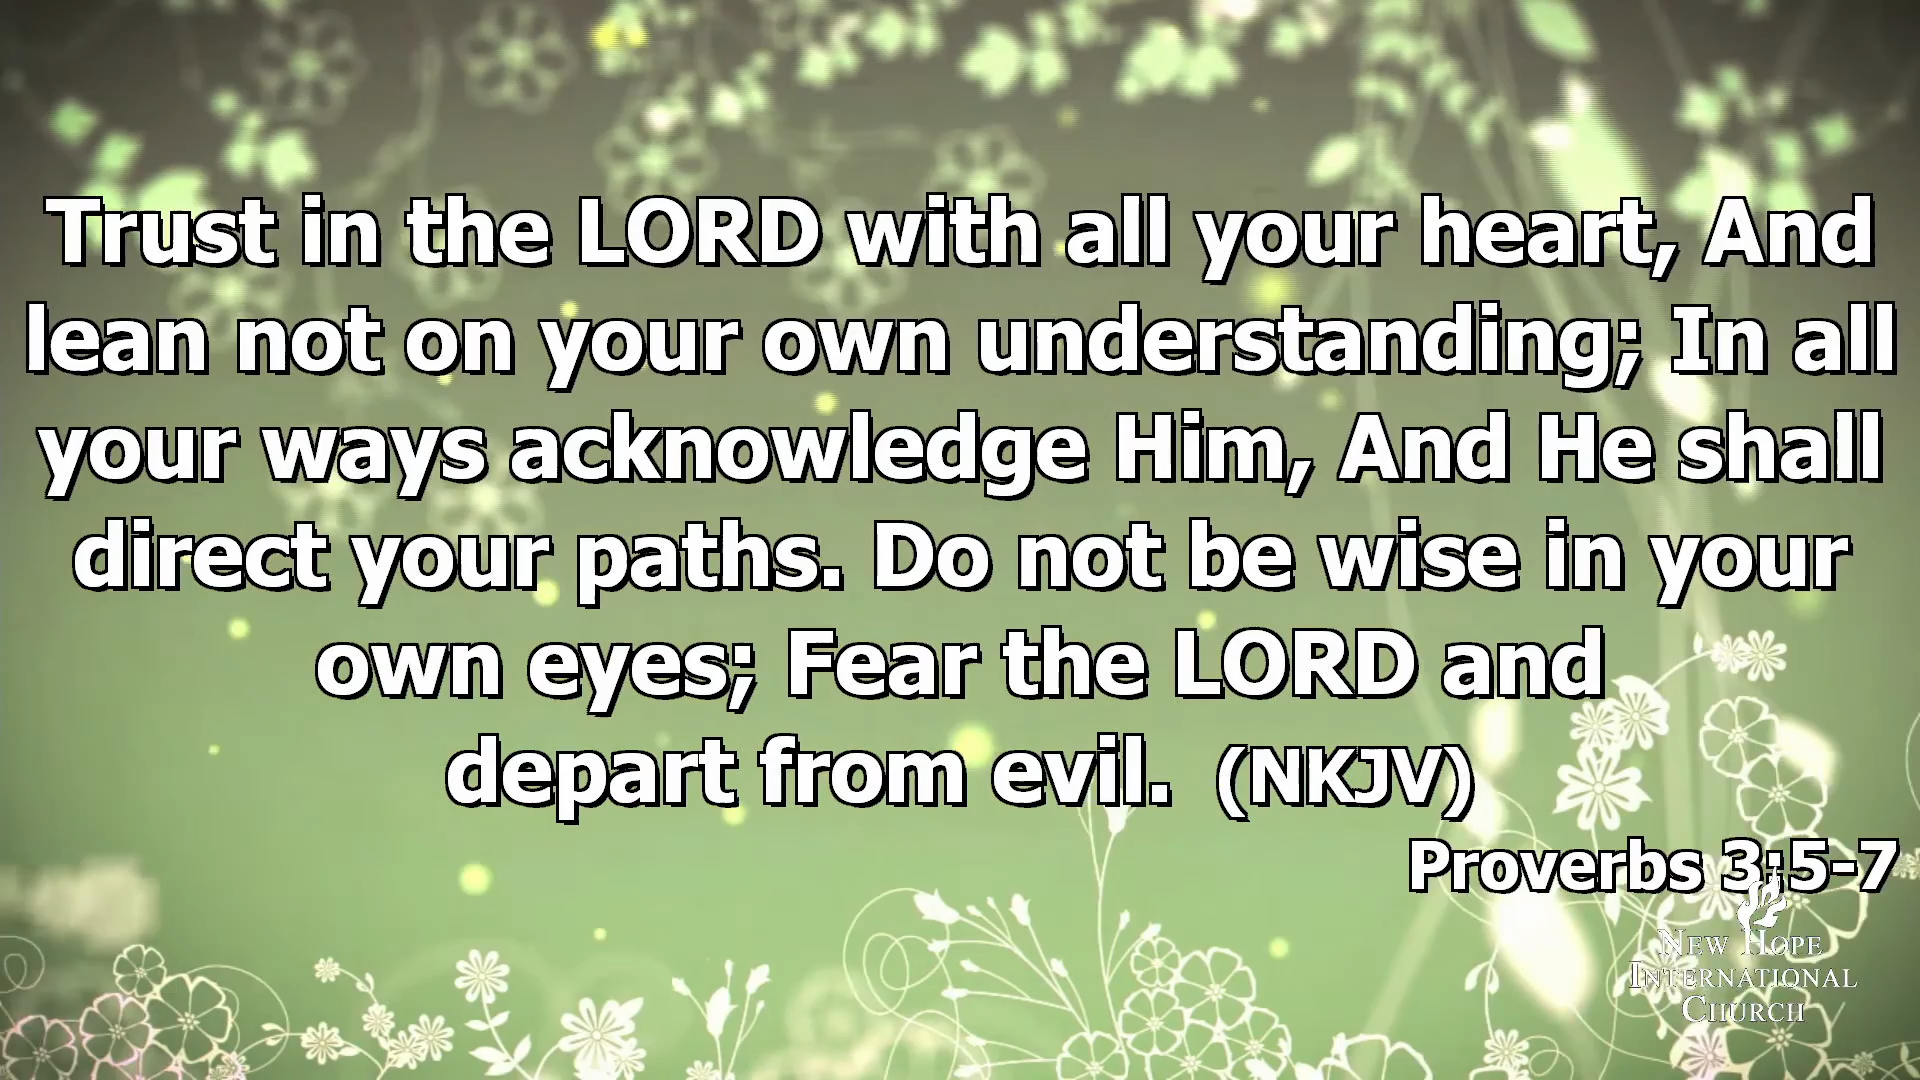 Trust in the LORD with all your heart, And
lean not on your own understanding; In all
your ways acknowledge Him, And He shall
direct your paths. Do not be wise in your
own eyes; Fear the LORD and
depart from evil. (NKJV)
Proverbs 3:5-7
New Hope
International
Church